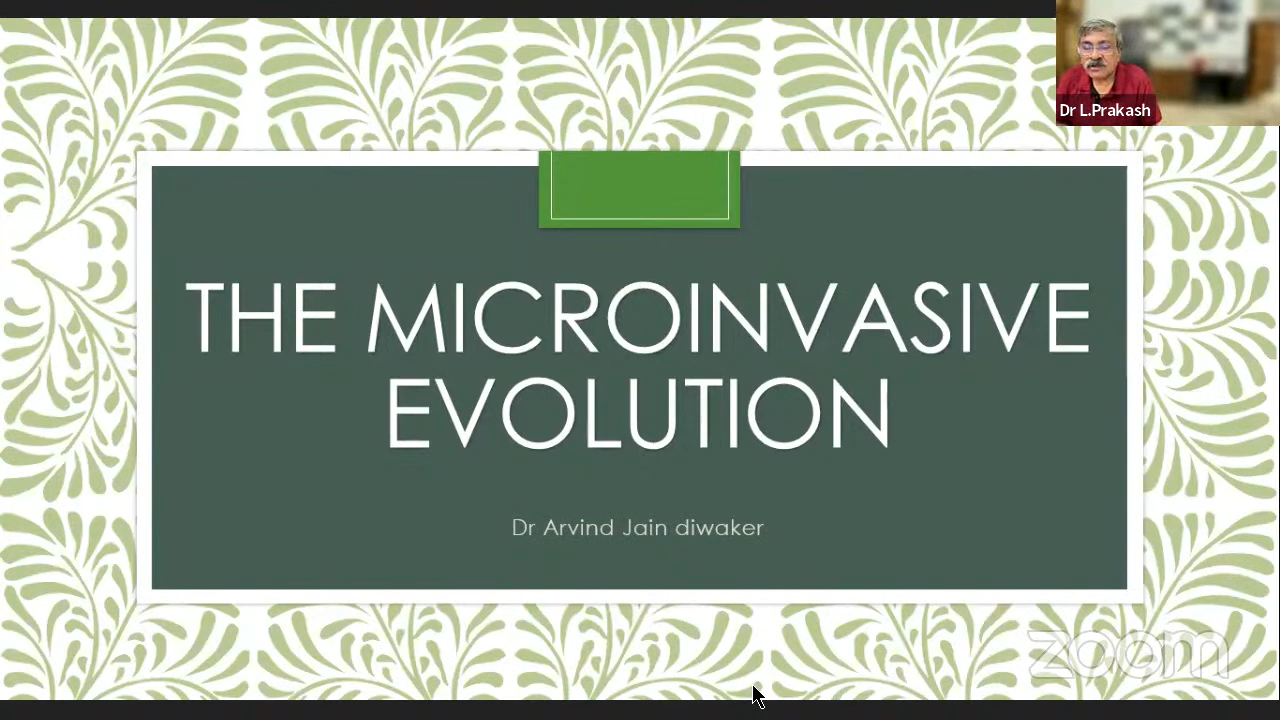 Dr L.Prakash
THE MICROINVASIVE
EVOLUTION
Dr Arvind Jain diwaker
zoom